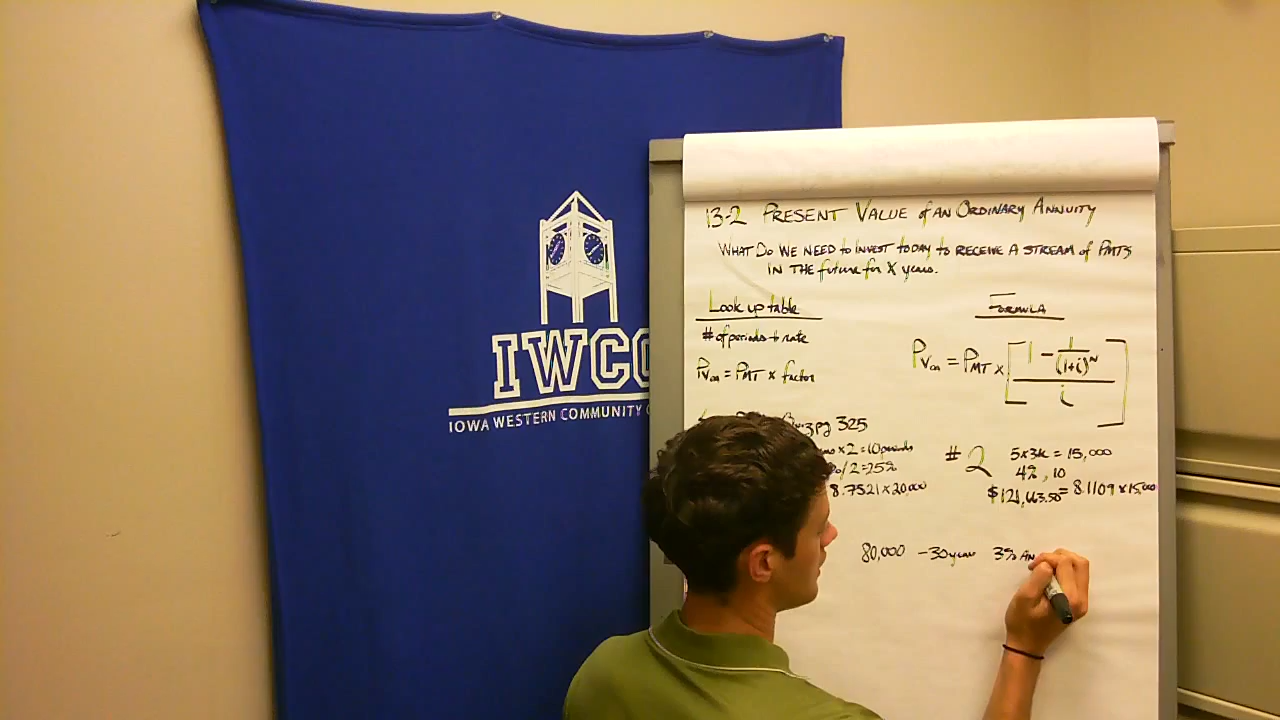 IWCC
IOWA WESTERN COMMUNITY
13-2 PRESENT VALUE of AN ORDINARY ANNUITY
WHAT DO WE NEED to INVEST today to RECEIVE A STREAM of PMTS
IN THE future for X years.
Look up table
# of periods + rate
PVoa = PMT x factor
FORMULA
PVoa = PMT x [ 1 - 1/(1+i)^N / i ]
pg 325
x 2 = 10 periods
/2 = 2.5%
8.7521 x 20,000
# 2
5x3k = 15,000
4%, 10
$121,663.50 = 8.1109 x 15,000
80,000 - 30 years 3% An